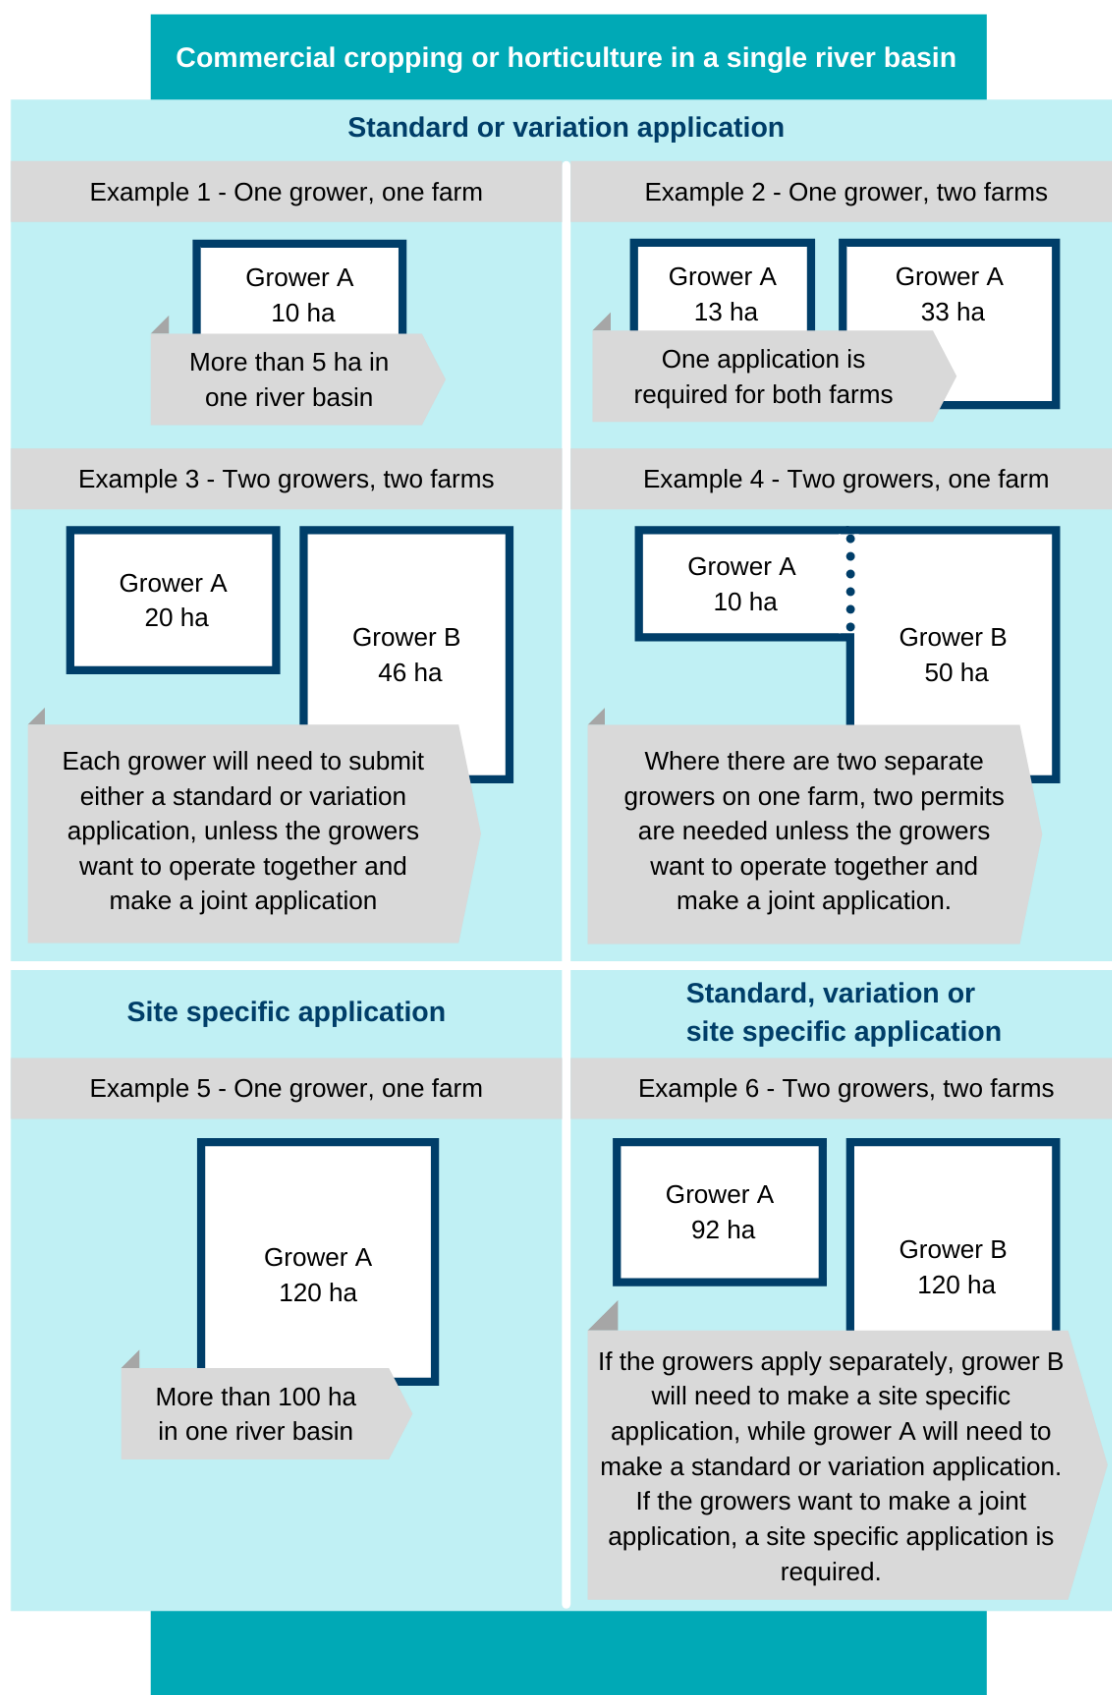 Commercial cropping or horticulture in a single river basin
Standard or variation application
Example 1 - One grower, one farm
Grower A
10 ha
More than 5 ha in
one river basin
Example 2 - One grower, two farms
Grower A
13 ha
Grower A
33 ha
One application is
required for both farms
Example 3 - Two growers, two farms
Grower A
20 ha
Grower B
46 ha
Each grower will need to submit
either a standard or variation
application, unless the growers
want to operate together and
make a joint application
Example 4 - Two growers, one farm
Grower A
10 ha
Grower B
50 ha
Where there are two separate
growers on one farm, two permits
are needed unless the growers
want to operate together and
make a joint application.
Site specific application
Example 5 - One grower, one farm
Grower A
120 ha
More than 100 ha
in one river basin
Standard, variation or
site specific application
Example 6 - Two growers, two farms
Grower A
92 ha
Grower B
120 ha
If the growers apply separately, grower B
will need to make a site specific
application, while grower A will need to
make a standard or variation application.
If the growers want to make a joint
application, a site specific application is
required.